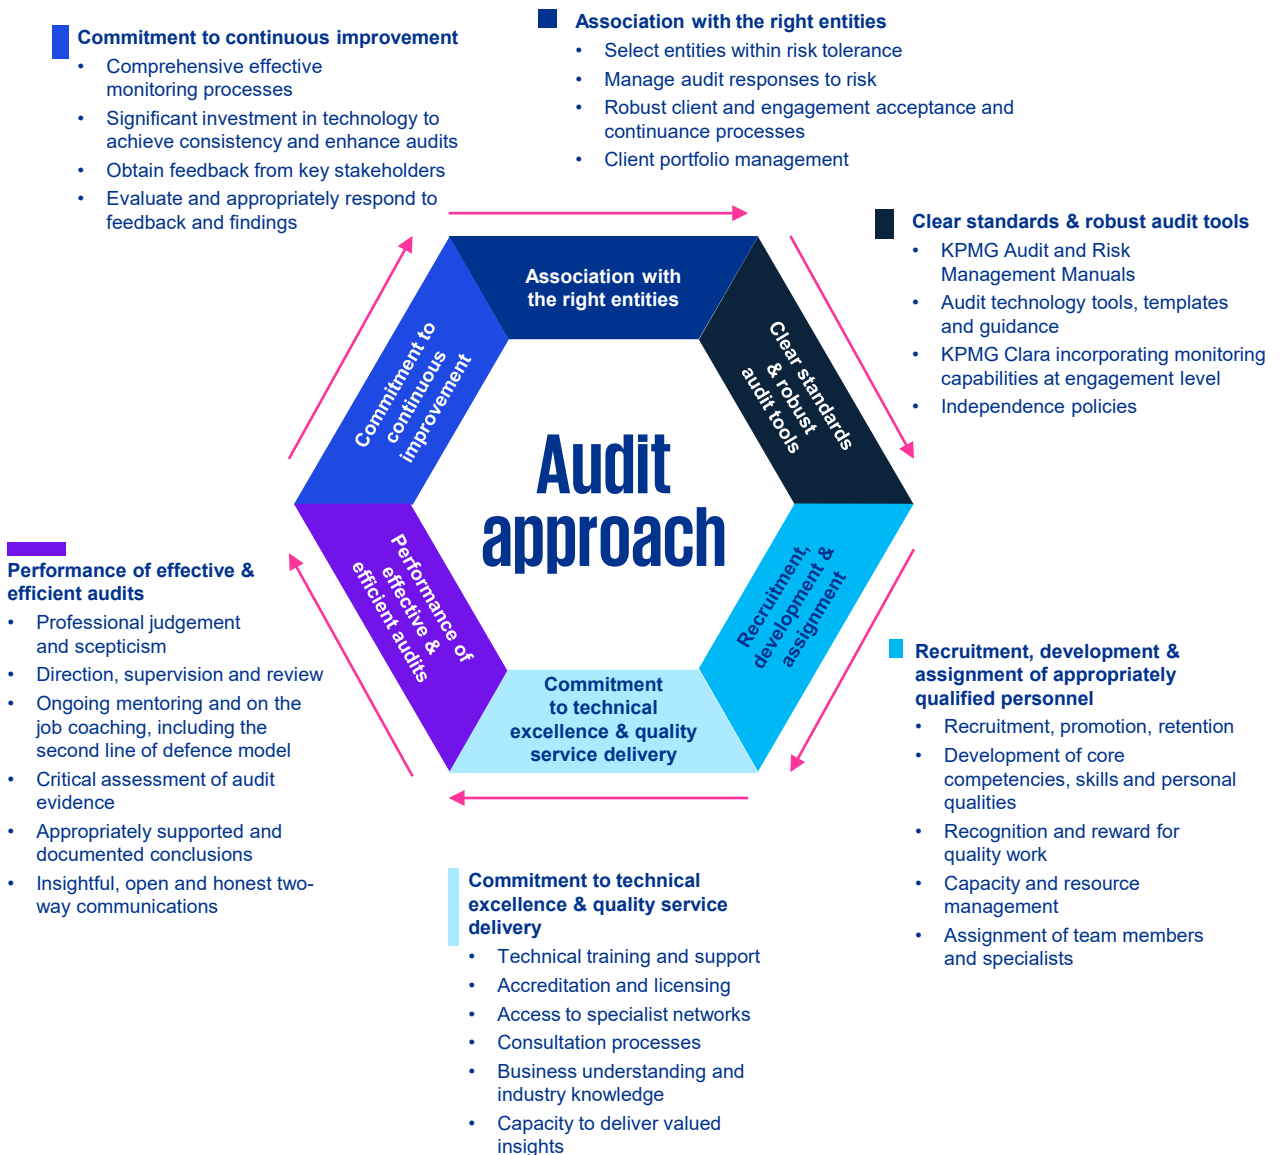 Commitment to continuous improvement
• Comprehensive effective
monitoring processes
• Significant investment in technology to
achieve consistency and enhance audits
• Obtain feedback from key stakeholders
• Evaluate and appropriately respond to
feedback and findings
Association with the right entities
• Select entities within risk tolerance
• Manage audit responses to risk
• Robust client and engagement acceptance and
continuance processes
• Client portfolio management
Clear standards & robust audit tools
• KPMG Audit and Risk
Management Manuals
• Audit technology tools, templates
and guidance
• KPMG Clara incorporating monitoring
capabilities at engagement level
• Independence policies
Association with
the right entities
Commitment to
continuous
improvement
Clear standards
& robust
audit tools
Audit
approach
Performance of
effective &
efficient audits
Recruitment,
development &
assignment
Commitment
to technical
excellence & quality
service delivery
Performance of effective &
efficient audits
• Professional judgement
and scepticism
• Direction, supervision and review
• Ongoing mentoring and on the
job coaching, including the
second line of defence model
• Critical assessment of audit
evidence
• Appropriately supported and
documented conclusions
• Insightful, open and honest two-
way communications
Recruitment, development &
assignment of appropriately
qualified personnel
• Recruitment, promotion, retention
• Development of core
competencies, skills and personal
qualities
• Recognition and reward for
quality work
• Capacity and resource
management
• Assignment of team members
and specialists
Commitment to technical
excellence & quality service
delivery
• Technical training and support
• Accreditation and licensing
• Access to specialist networks
• Consultation processes
• Business understanding and
industry knowledge
• Capacity to deliver valued
insights